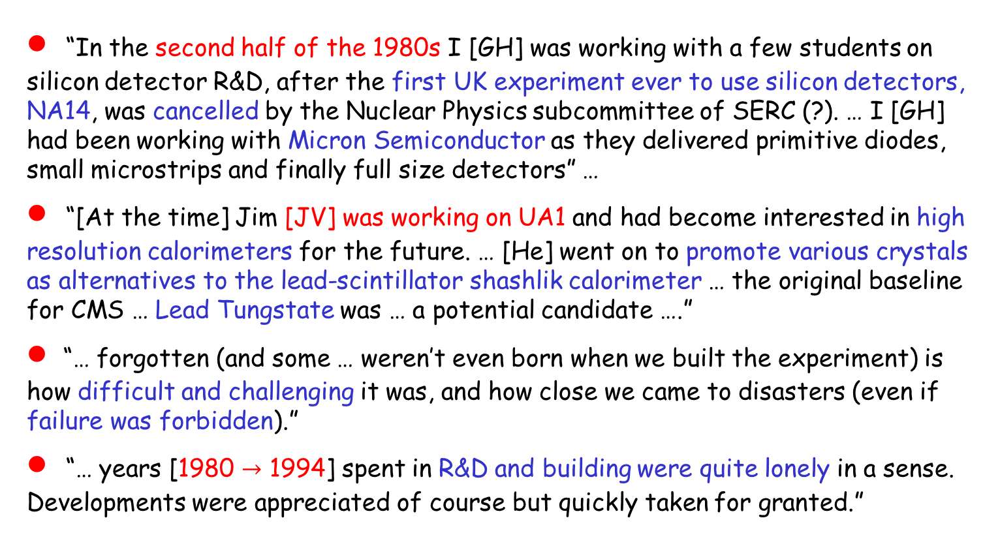 ● “In the second half of the 1980s I [GH] was working with a few students on
silicon detector R&D, after the first UK experiment ever to use silicon detectors,
NA14, was cancelled by the Nuclear Physics subcommittee of SERC (?). … I [GH]
had been working with Micron Semiconductor as they delivered primitive diodes,
small microstrips and finally full size detectors” …
● “[At the time] Jim [JV] was working on UA1 and had become interested in high
resolution calorimeters for the future. … [He] went on to promote various crystals
as alternatives to the lead-scintillator shashlik calorimeter … the original baseline
for CMS … Lead Tungstate was … a potential candidate ….”
● “… forgotten (and some … weren’t even born when we built the experiment) is
how difficult and challenging it was, and how close we came to disasters (even if
failure was forbidden).”
● “… years [1980 → 1994] spent in R&D and building were quite lonely in a sense.
Developments were appreciated of course but quickly taken for granted.”